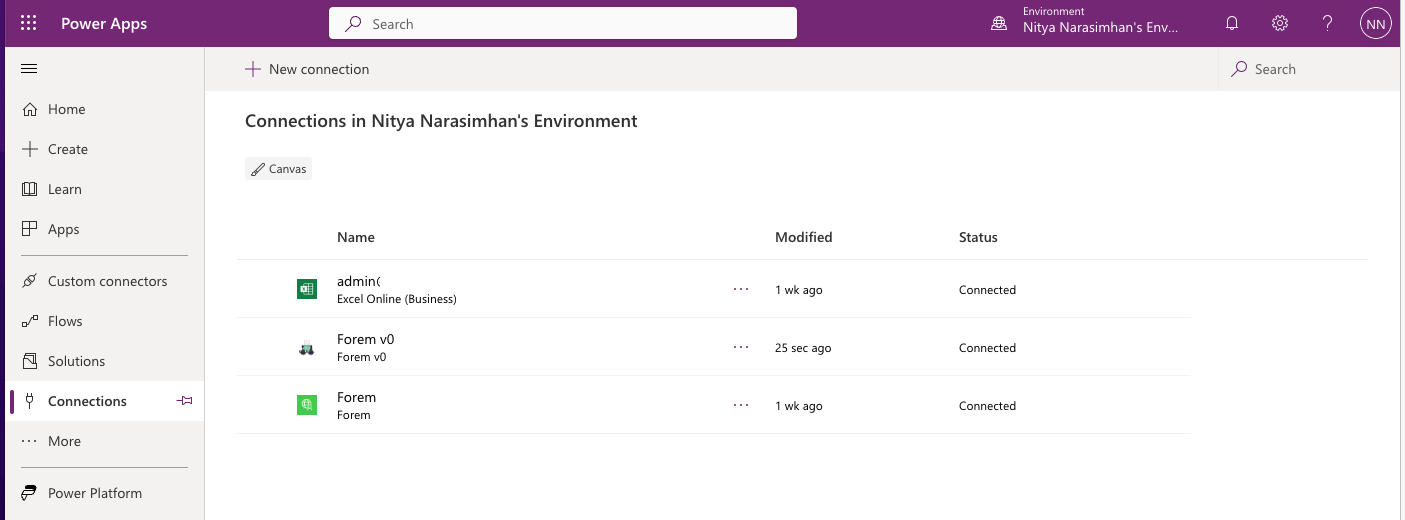 Power Apps
Search
Environment
Nitya Narasimhan's Env...
?
NN
New connection
Search
Home
Create
Learn
Apps
Custom connectors
Flows
Solutions
Connections
More
Power Platform
Connections in Nitya Narasimhan's Environment
Canvas
Name Modified Status
admin(
Excel Online (Business)
... 1 wk ago Connected
Forem v0
Forem v0
... 25 sec ago Connected
Forem
Forem
... 1 wk ago Connected